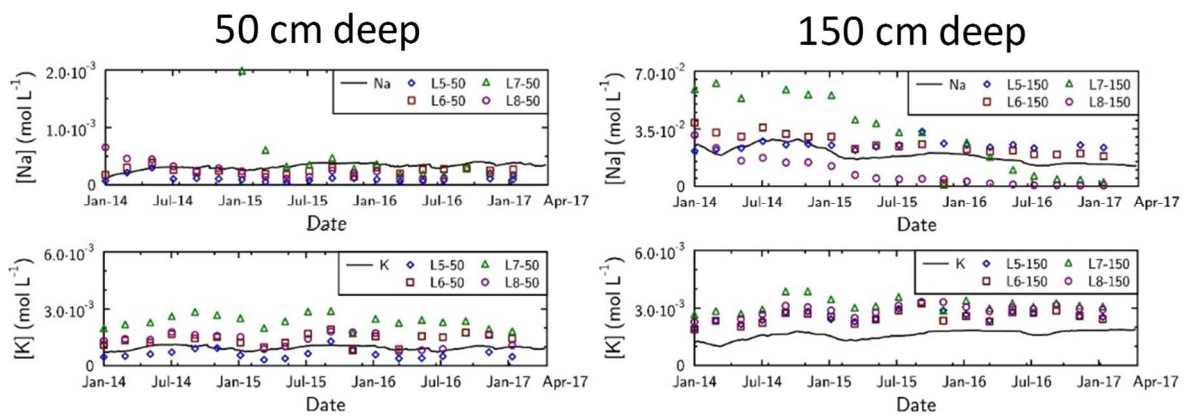 50 cm deep
150 cm deep
[Na] (mol L⁻¹)
2.0·10⁻³
1.0·10⁻³
0
Na L5-50 L7-50
L6-50 L8-50
Jan-14 Jul-14 Jan-15 Jul-15 Jan-16 Jul-16 Jan-17 Apr-17
Date
[Na] (mol L⁻¹)
7.0·10⁻²
3.5·10⁻²
0
Na L5-150 L7-150
L6-150 L8-150
Jan-14 Jul-14 Jan-15 Jul-15 Jan-16 Jul-16 Jan-17 Apr-17
Date
[K] (mol L⁻¹)
6.0·10⁻³
3.0·10⁻³
0
K L5-50 L7-50
L6-50 L8-50
Jan-14 Jul-14 Jan-15 Jul-15 Jan-16 Jul-16 Jan-17 Apr-17
Date
[K] (mol L⁻¹)
6.0·10⁻³
3.0·10⁻³
0
K L5-150 L7-150
L6-150 L8-150
Jan-14 Jul-14 Jan-15 Jul-15 Jan-16 Jul-16 Jan-17 Apr-17
Date